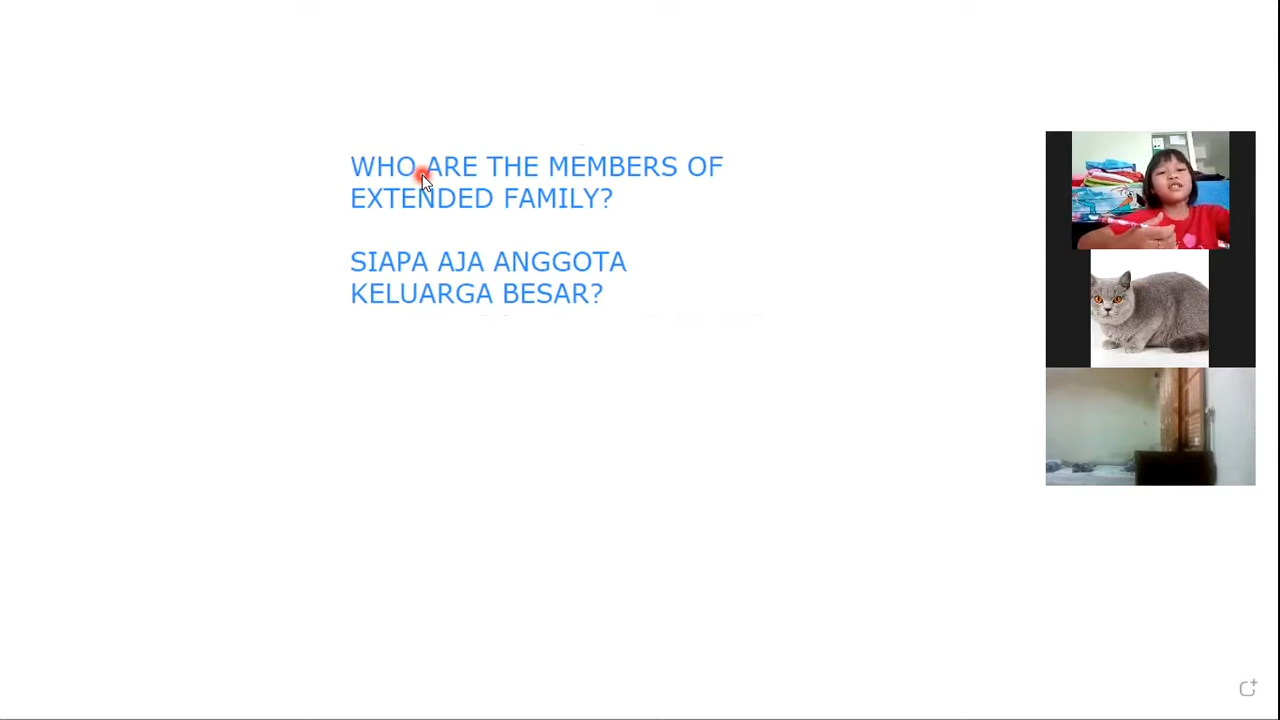 WHO ARE THE MEMBERS OF
EXTENDED FAMILY?
SIAPA AJA ANGGOTA
KELUARGA BESAR?